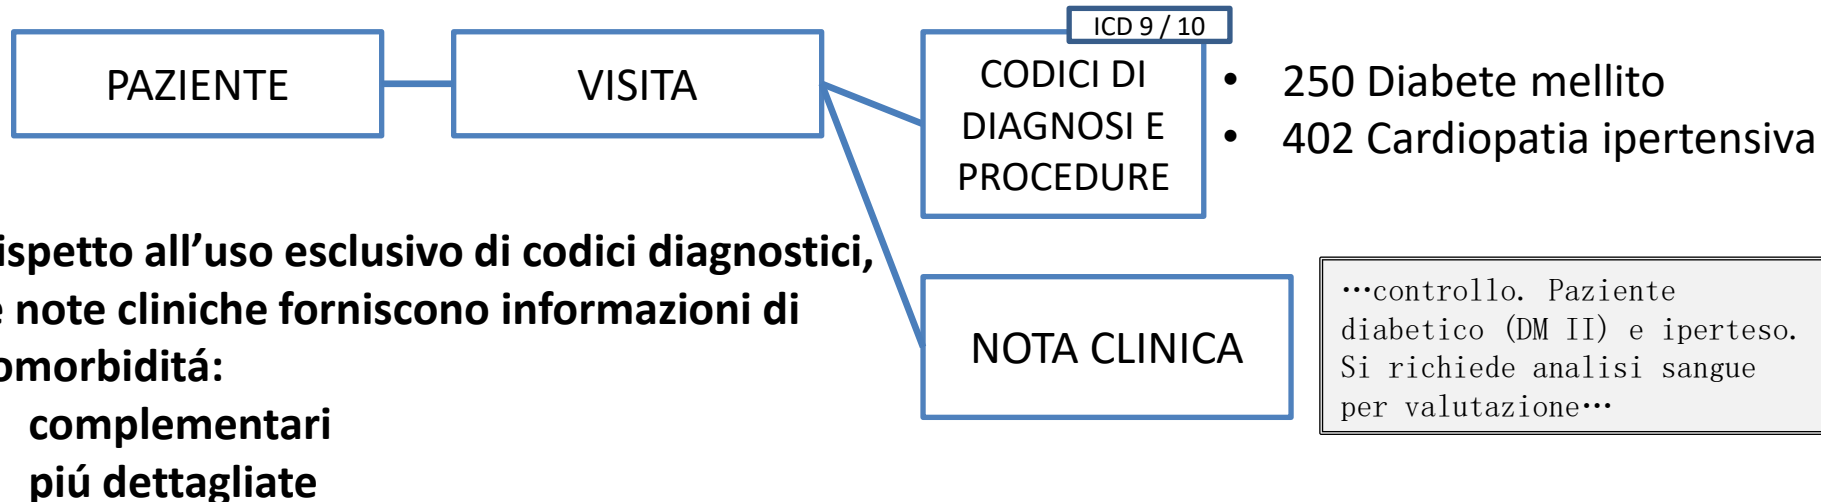 ICD 9 / 10
PAZIENTE
VISITA
CODICI DI
DIAGNOSI E
PROCEDURE
• 250 Diabete mellito
• 402 Cardiopatia ipertensiva
ispetto all’uso esclusivo di codici diagnostici,
e note cliniche forniscono informazioni di
omorbiditá:
complementari
piú dettagliate
NOTA CLINICA
…controllo. Paziente
diabetico (DM II) e iperteso.
Si richiede analisi sangue
per valutazione…